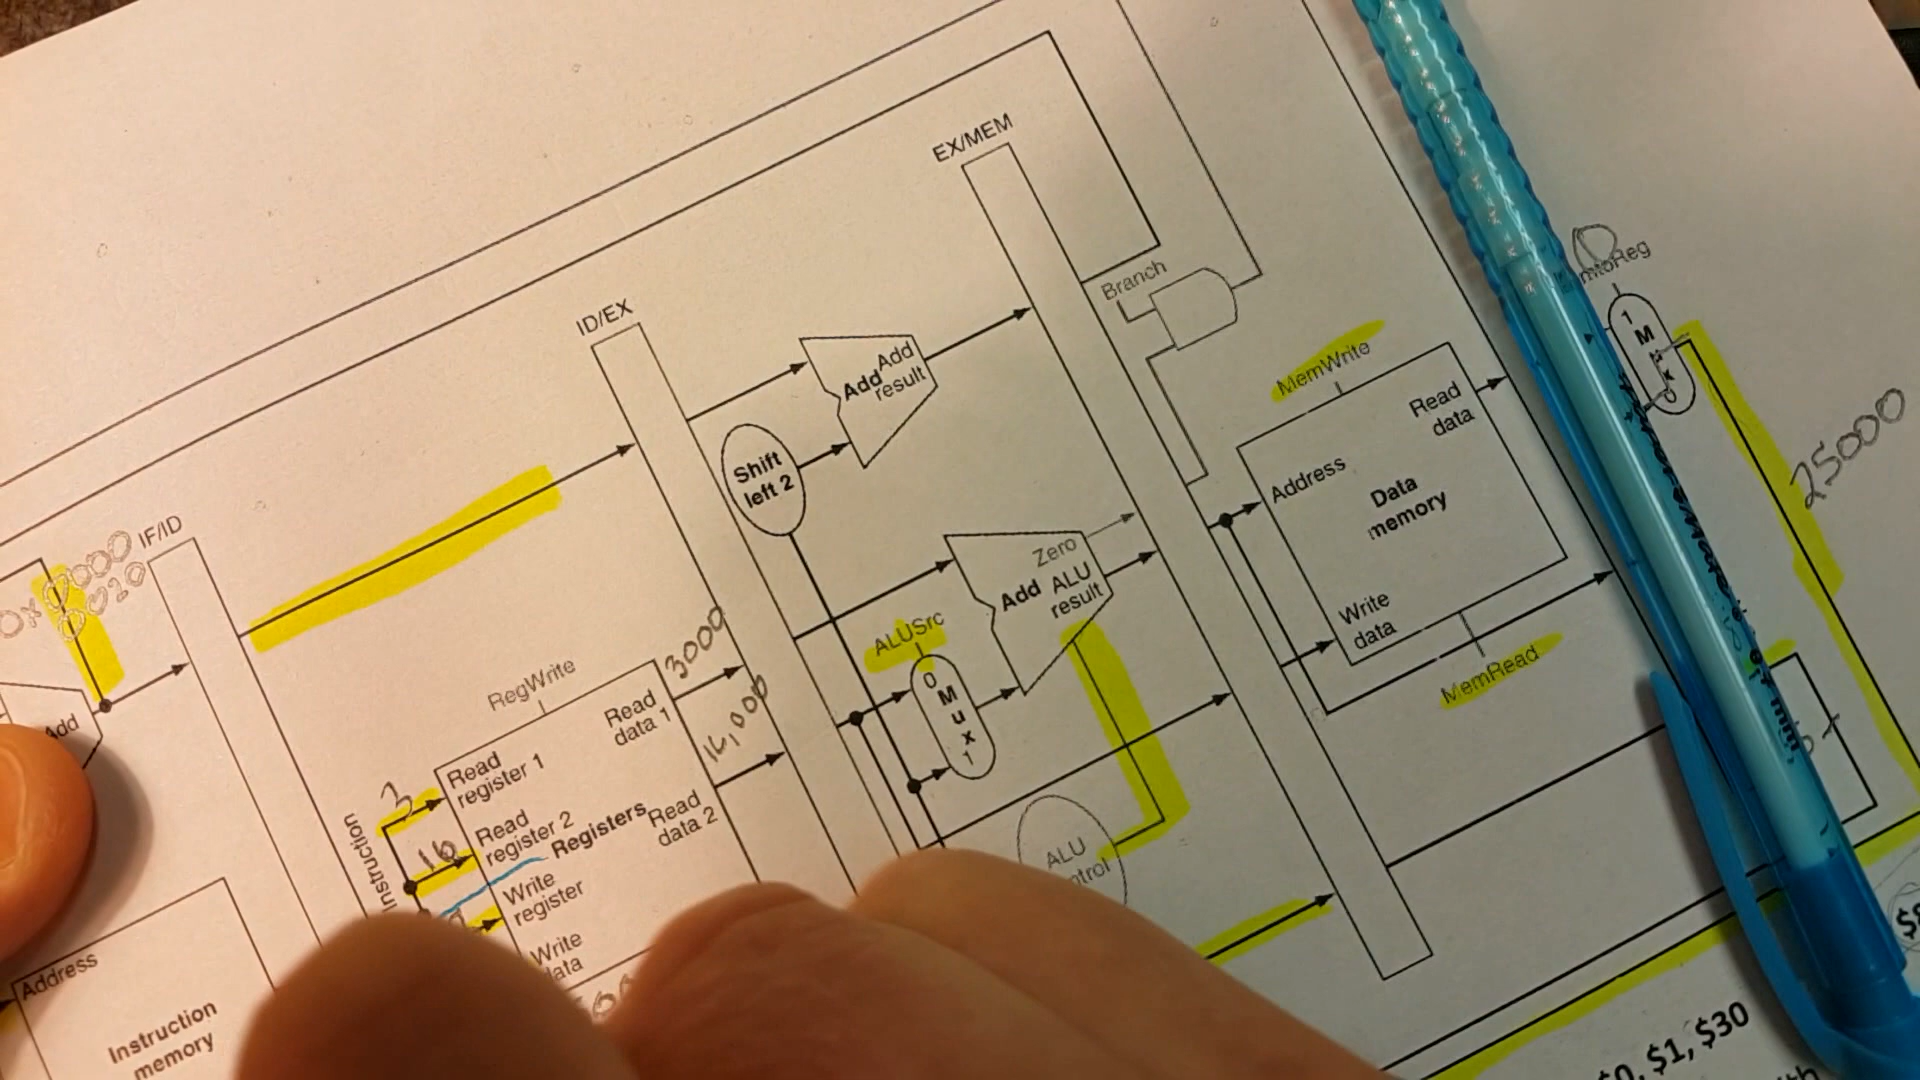 EX/MEM
ID/EX
IF/ID
Branch
Add
Add
result
Shift
left 2
MemWrite
Read
data
Address
Data
memory
Write
data
MemRead
1
M
u
x
0
25000
Zero
Add
ALU
result
ALUSrc
0
M
u
x
1
ALU
RegWrite
3000
16,000
Read
data 1
Read
data 2
3
Read
register 1
16
Read
register 2
Registers
Write
register
Write
data
Instruction
Add
Address
Instruction
memory
$1, $30